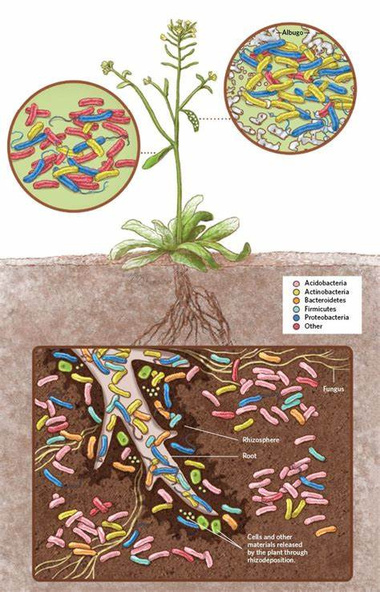 Albugo
Acidobacteria
Actinobacteria
Bacteroidetes
Firmicutes
Proteobacteria
Other
Fungus
Rhizosphere
Root
Cells and other
materials released
by the plant through
rhizodeposition.